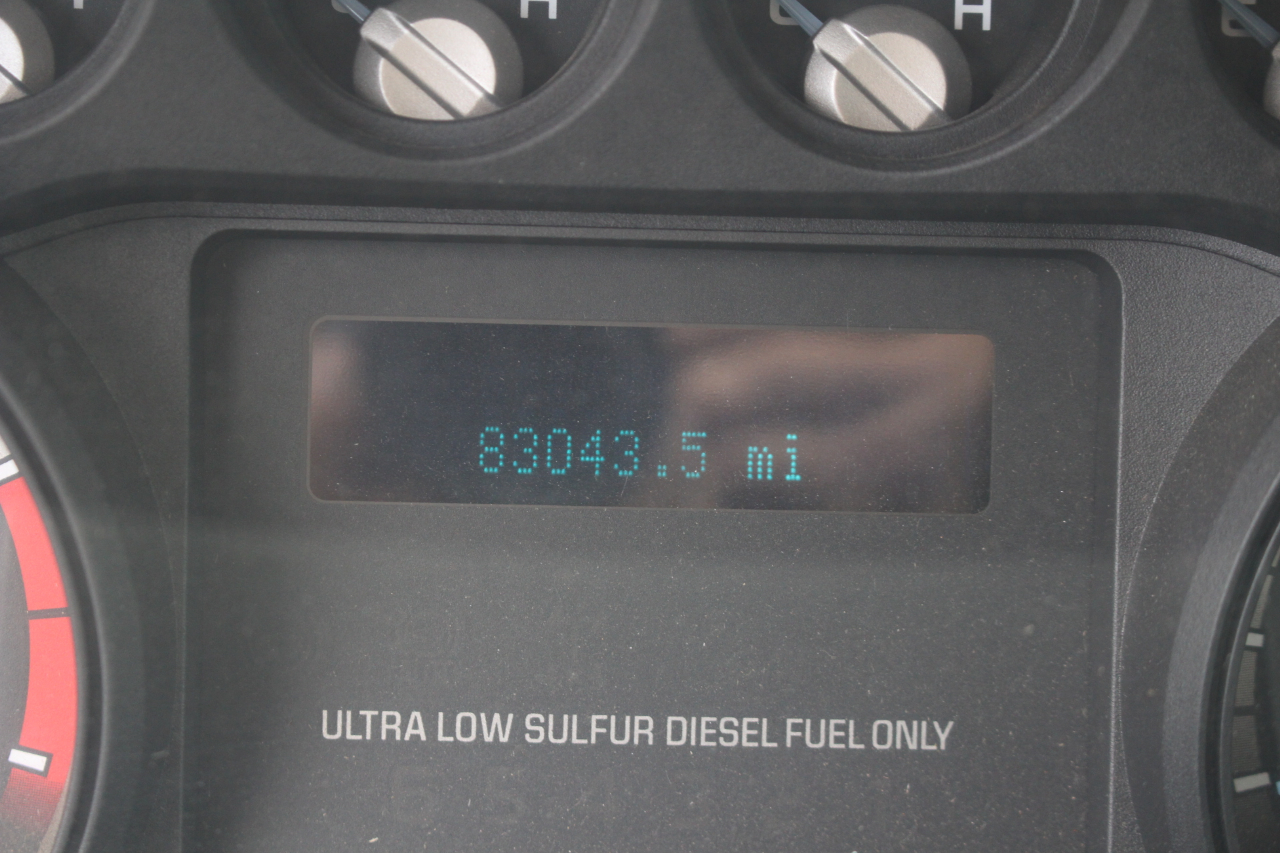 H H
83043.5 mi
ULTRA LOW SULFUR DIESEL FUEL ONLY